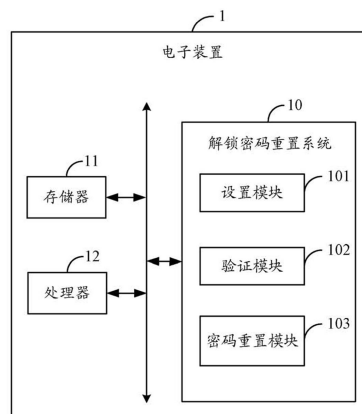 1
电子装置
10
解锁密码重置系统
11
存储器
101
设置模块
12
处理器
102
验证模块
103
密码重置模块